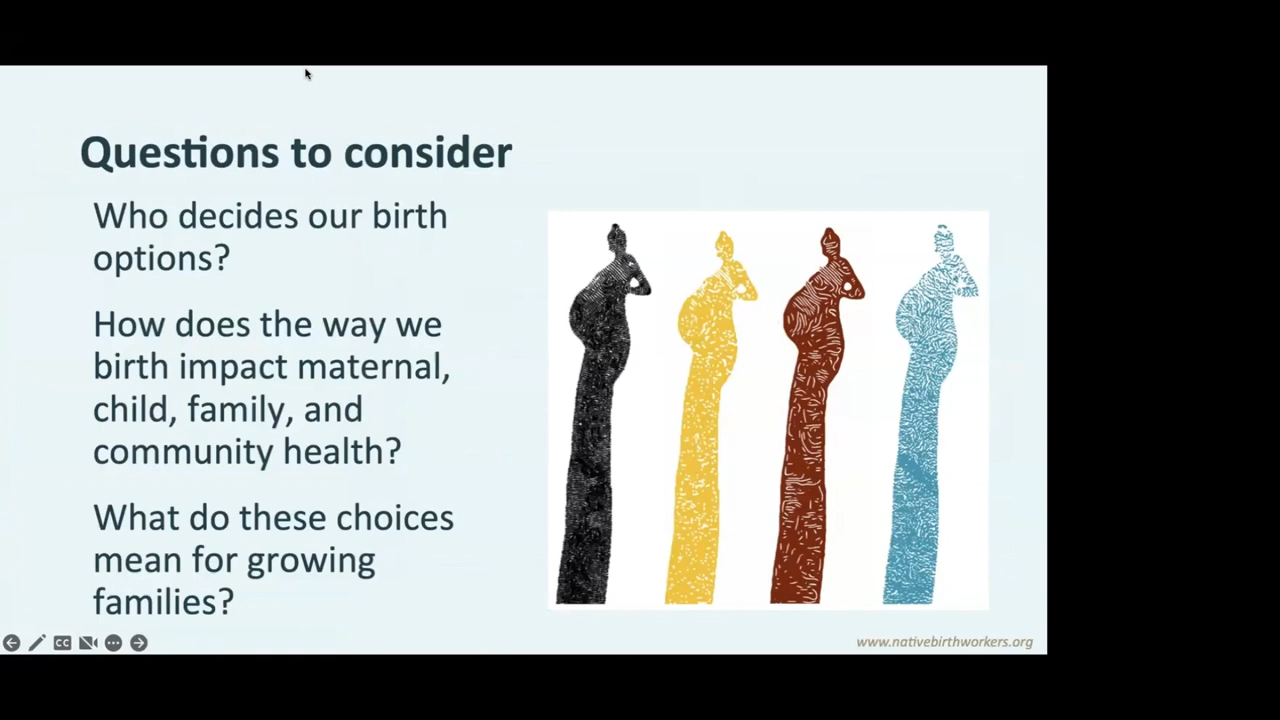 Questions to consider
Who decides our birth
options?
How does the way we
birth impact maternal,
child, family, and
community health?
What do these choices
mean for growing
families?
CC
www.nativebirthworkers.org